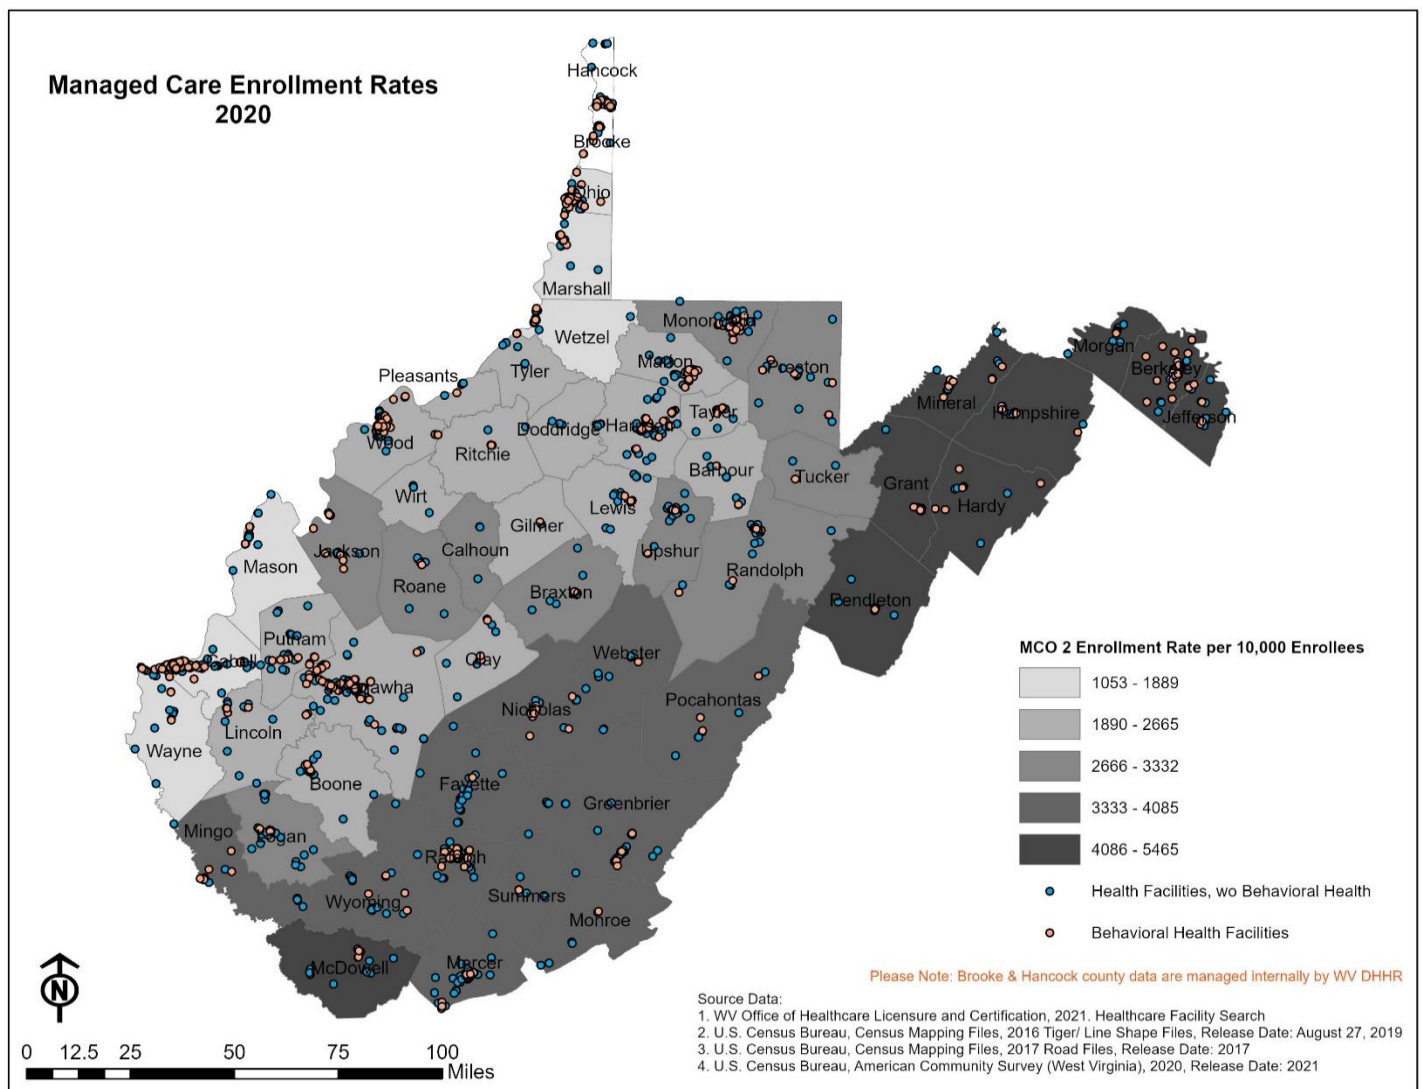 Managed Care Enrollment Rates
2020
Hancock
Brooke
Ohio
Marshall
Wetzel
Monongalia
Morgan
Marion
Preston
Tyler
Pleasants
Berkeley
Mineral
Hampshire
Jefferson
Taylor
Wood
Doddridge
Harrison
Ritchie
Barbour
Tucker
Grant
Wirt
Lewis
Hardy
Gilmer
Jackson
Calhoun
Upshur
Mason
Randolph
Roane
Braxton
Pendleton
Putnam
Webster
Cabell
Clay
Kanawha
Pocahontas
Nicholas
Lincoln
Wayne
Boone
Fayette
Greenbrier
Mingo
Logan
Raleigh
Summers
Wyoming
Monroe
McDowell
Mercer
MCO 2 Enrollment Rate per 10,000 Enrollees
1053 - 1889
1890 - 2665
2666 - 3332
3333 - 4085
4086 - 5465
Health Facilities, wo Behavioral Health
Behavioral Health Facilities
Please Note: Brooke & Hancock county data are managed internally by WV DHHR
Source Data:
1. WV Office of Healthcare Licensure and Certification, 2021. Healthcare Facility Search
2. U.S. Census Bureau, Census Mapping Files, 2016 Tiger/ Line Shape Files, Release Date: August 27, 2019
3. U.S. Census Bureau, Census Mapping Files, 2017 Road Files, Release Date: 2017
4. U.S. Census Bureau, American Community Survey (West Virginia), 2020, Release Date: 2021
N
0 12.5 25 50 75 100
Miles